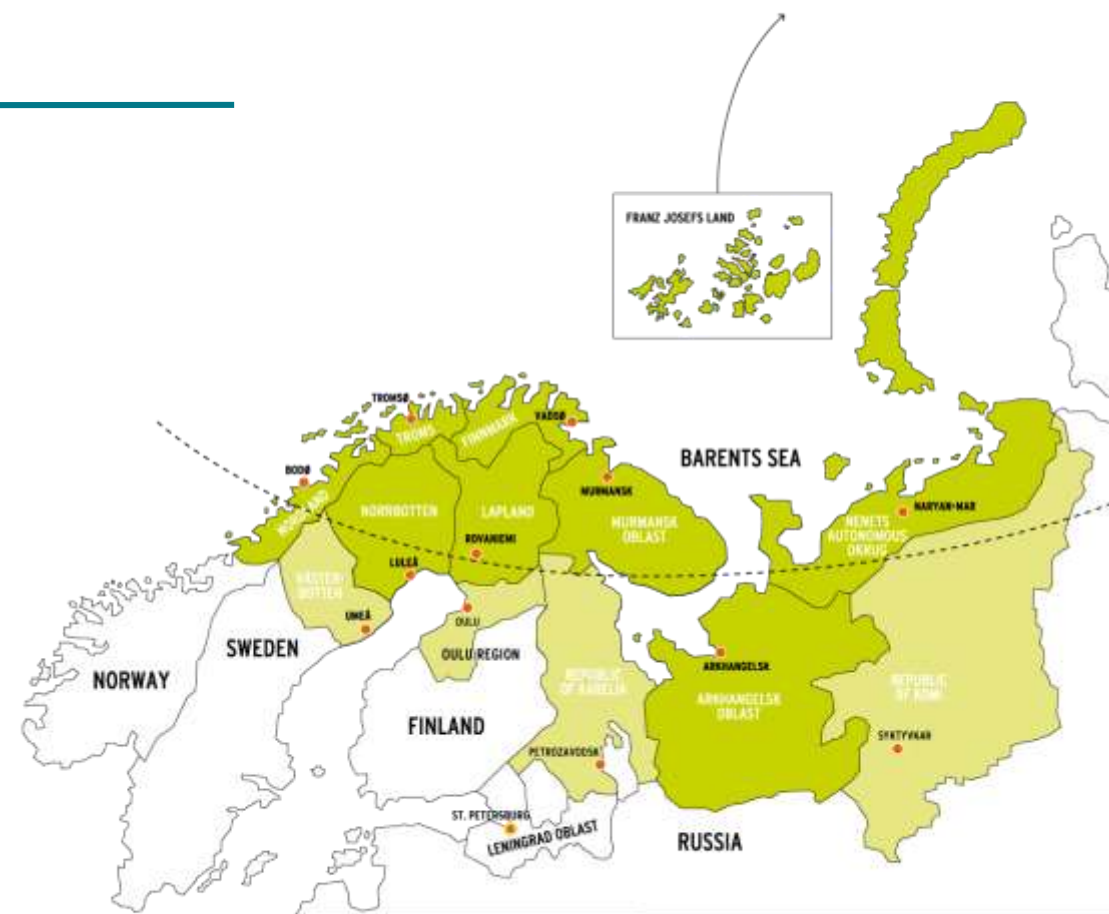 FRANZ JOSEFS LAND
TROMSØ
TROMS
FINNMARK
VADSØ
BARENTS SEA
BODØ
NORDLAND
NORRBOTTEN
LAPLAND
MURMANSK
MURMANSK
OBLAST
NARYAN-MAR
NENETS
AUTONOMOUS
OKRUG
ROVANIEMI
LULEÅ
VÄSTER-
BOTTEN
UMEÅ
OULU
OULU REGION
SWEDEN
NORWAY
FINLAND
REPUBLIC
OF KARELIA
ARKHANGELSK
ARKHANGELSK
OBLAST
REPUBLIC
OF KOMI
SYKTYVKAR
PETROZAVODSK
ST. PETERSBURG
LENINGRAD OBLAST
RUSSIA